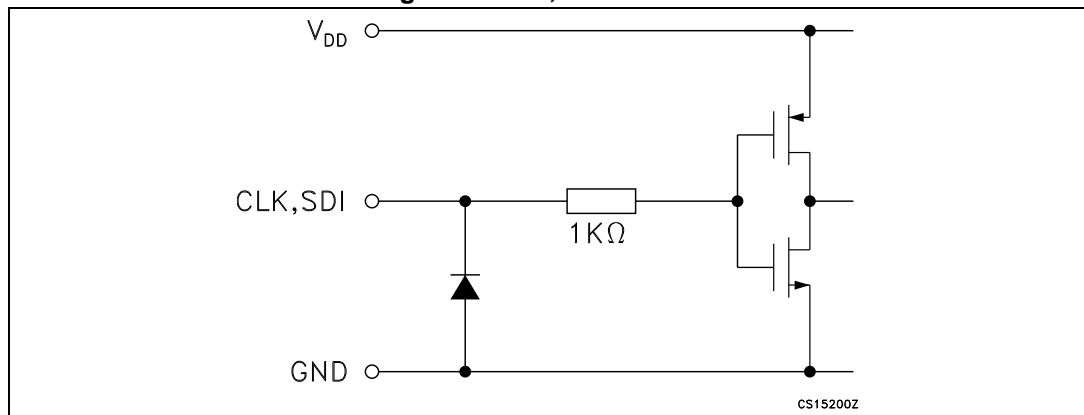 V_DD
CLK,SDI
1KΩ
GND
CS15200Z